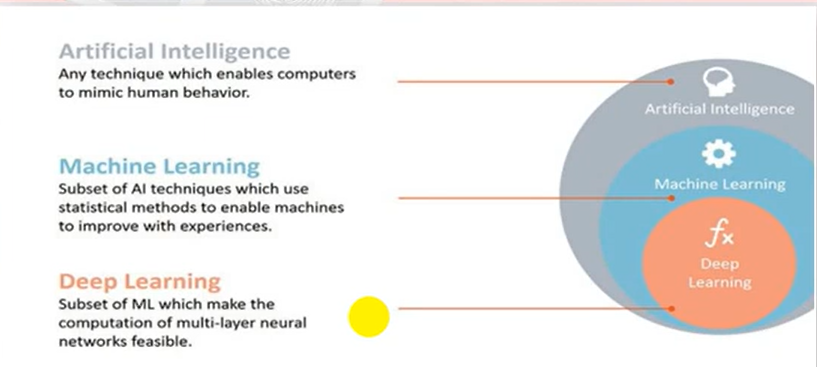 Artificial Intelligence
Any technique which enables computers
to mimic human behavior.
Machine Learning
Subset of AI techniques which use
statistical methods to enable machines
to improve with experiences.
Deep Learning
Subset of ML which make the
computation of multi-layer neural
networks feasible.
Artificial Intelligence
Machine Learning
fx
Deep
Learning